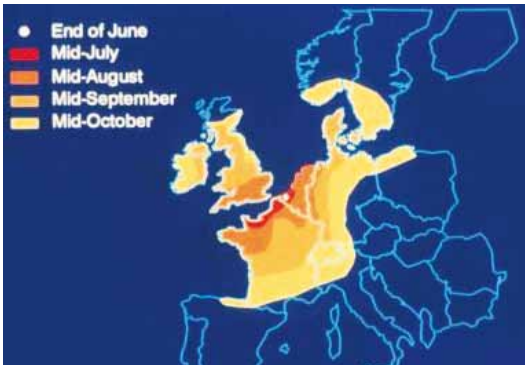 End of June
Mid-July
Mid-August
Mid-September
Mid-October